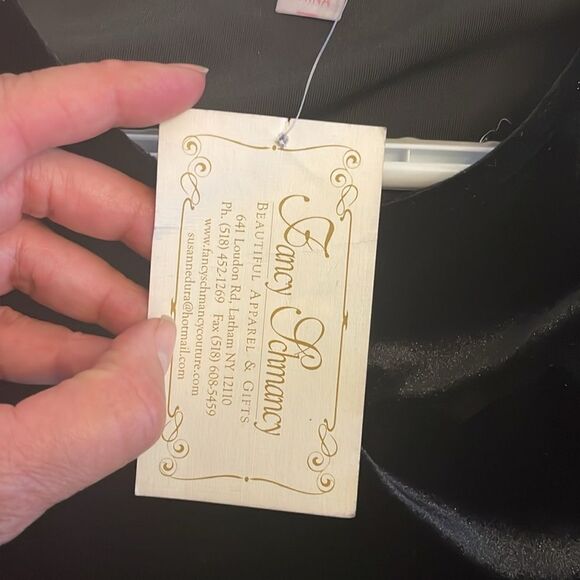 Fancy Schmancy
BEAUTIFUL APPAREL & GIFTS
641 Loudon Rd, Latham NY 12110
Ph. (518) 452-1269 Fax (518) 608-5459
www.fancyschmancycouture.com
susannedura@hotmail.com